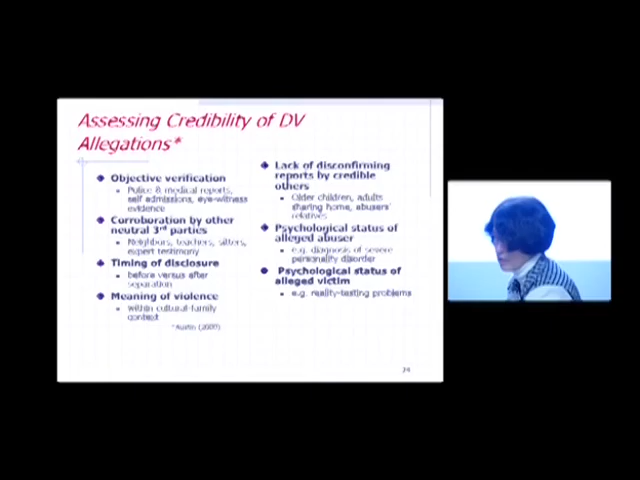 Assessing Credibility of DV
Allegations*
Objective verification
Police & medical reports,
self admissions, eye-witness
evidence
Corroboration by other
neutral 3rd parties
Neighbors, teachers, sitters,
expert testimony
Timing of disclosure
before versus after
separation
Meaning of violence
within cultural-family
context
*Austin (2000)
Lack of disconfirming
reports by credible
others
Older children, adults
sharing home, abusers'
relatives
Psychological status of
alleged abuser
e.g. diagnosis of severe
personality disorder
Psychological status of
alleged victim
e.g. reality-testing problems